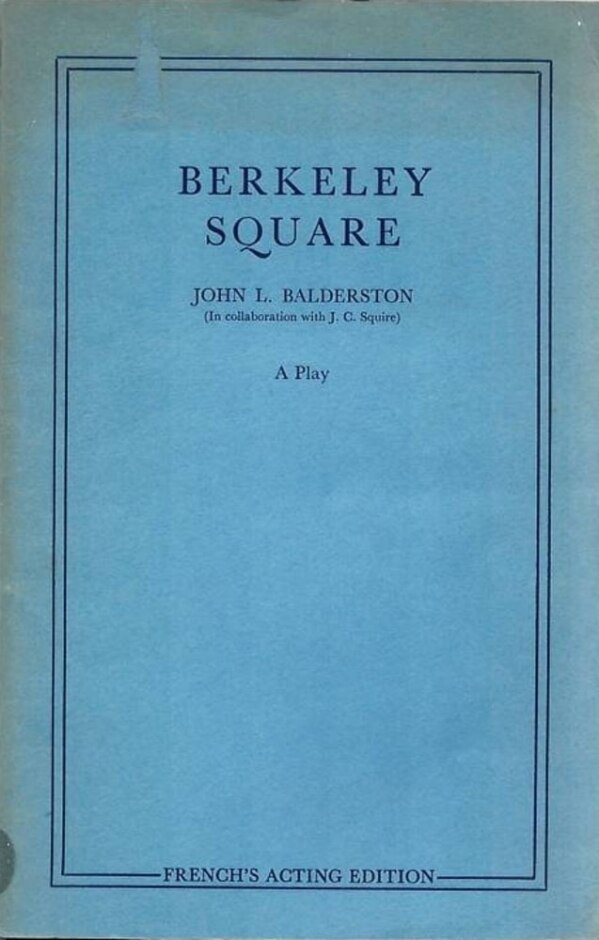 BERKELEY
SQUARE
JOHN L. BALDERSTON
(In collaboration with J. C. Squire)
A Play
FRENCH'S ACTING EDITION